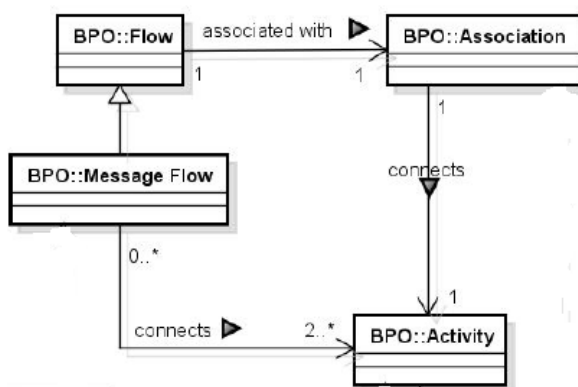 BPO::Flow
associated with
BPO::Association
1
1
1
BPO::Message Flow
connects
0..*
1
connects
2..*
BPO::Activity